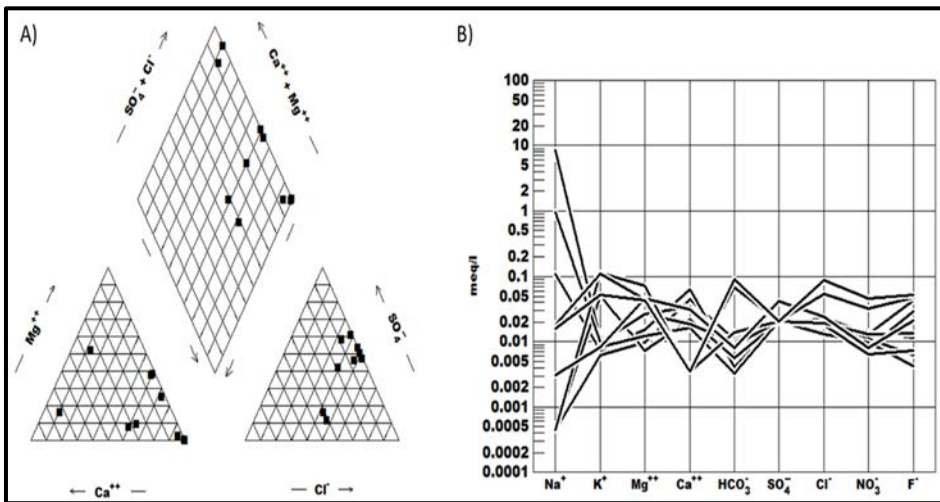 A)
SO₄⁻ + Cl⁻
Ca⁺⁺ + Mg⁺⁺
Mg⁺⁺
SO₄⁻
Ca⁺⁺
Cl⁻
B)
meq/l
100
50
20
10
5
2
1
0.5
0.2
0.1
0.05
0.02
0.01
0.005
0.002
0.001
0.0005
0.0002
0.0001
Na⁺ K⁺ Mg⁺⁺ Ca⁺⁺ HCO₃⁻ SO₄⁻ Cl⁻ NO₃⁻ F⁻